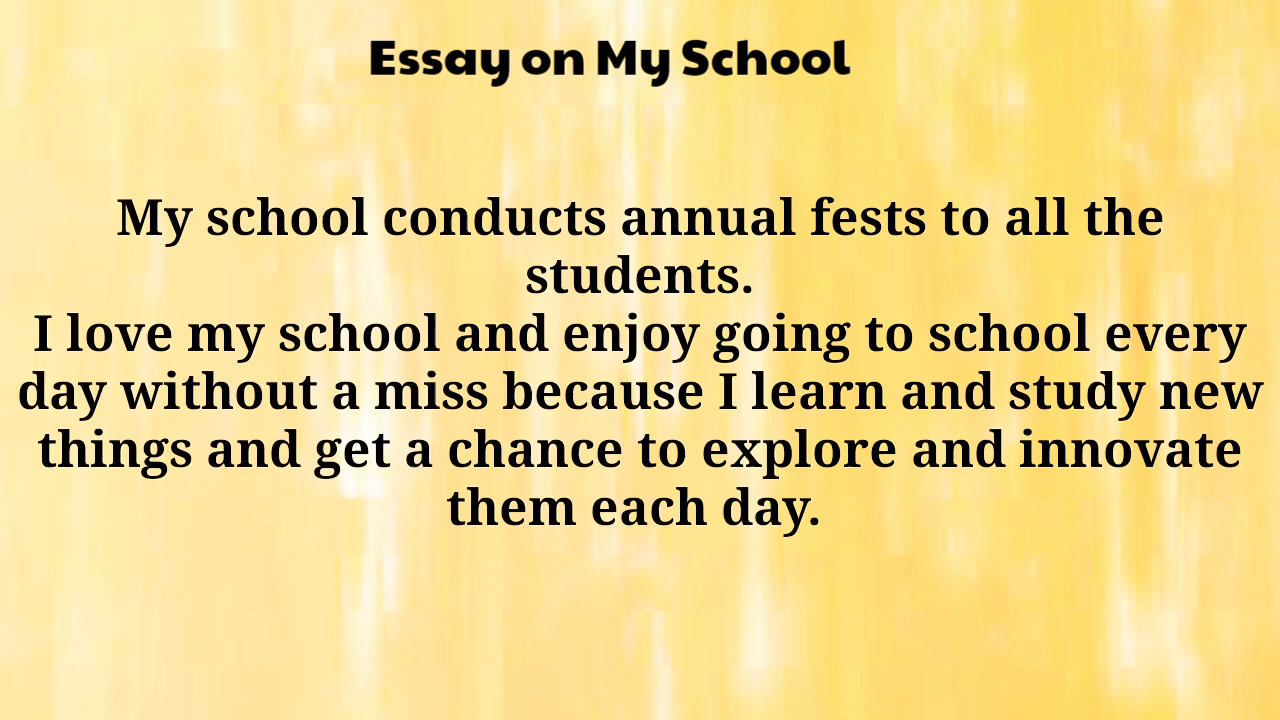 Essay on My School
My school conducts annual fests to all the
students.
I love my school and enjoy going to school every
day without a miss because I learn and study new
things and get a chance to explore and innovate
them each day.